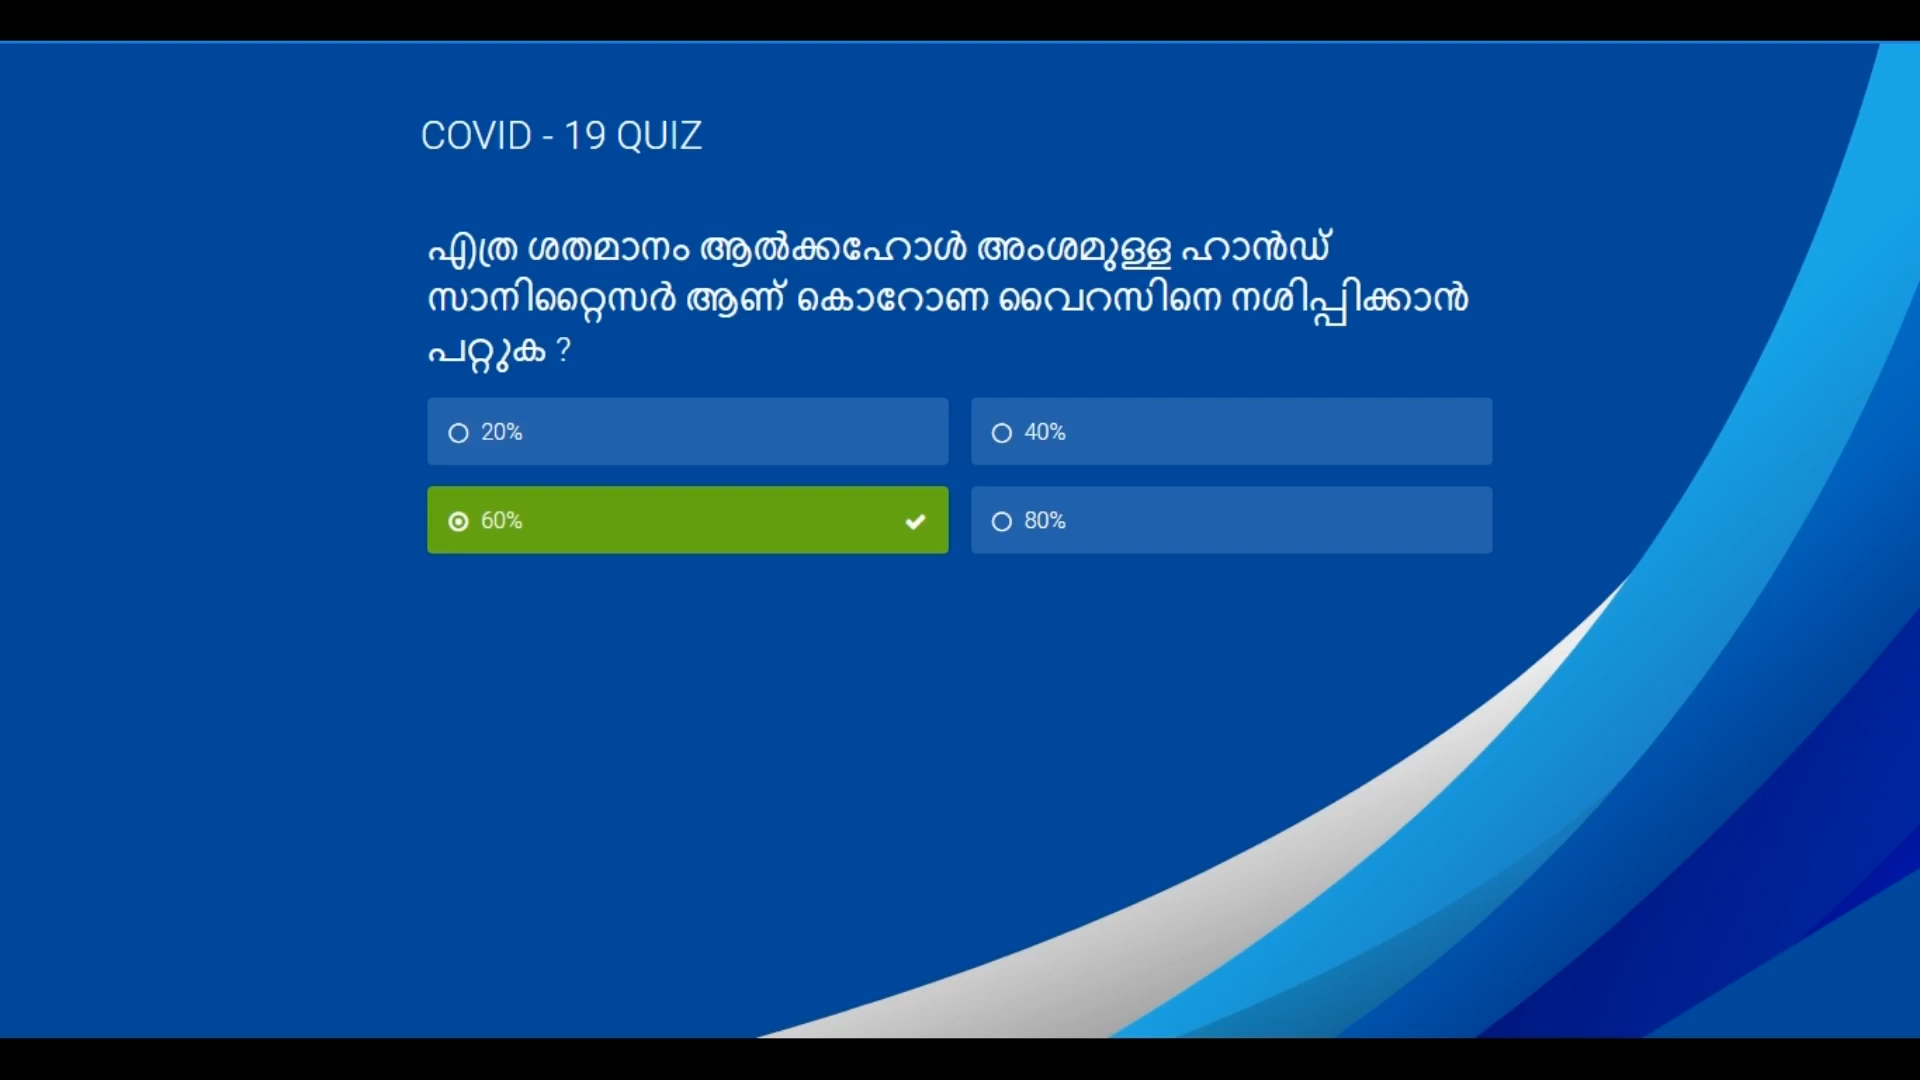 COVID - 19 QUIZ
എത്ര ശതമാനം ആൽക്കഹോൾ അംശമുള്ള ഹാൻഡ്
സാനിറ്റൈസർ ആണ് കൊറോണ വൈറസിനെ നശിപ്പിക്കാൻ
പറ്റുക ?
20%
40%
60%
80%